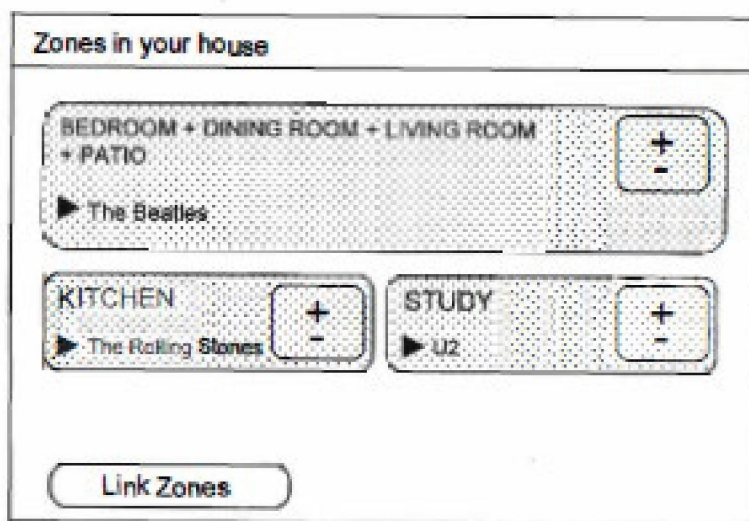 Zones in your house
BEDROOM + DINING ROOM + LIVING ROOM
+ PATIO
+
-
▶ The Beatles
KITCHEN
+
-
▶ The Rolling Stones
STUDY
+
-
▶ U2
Link Zones